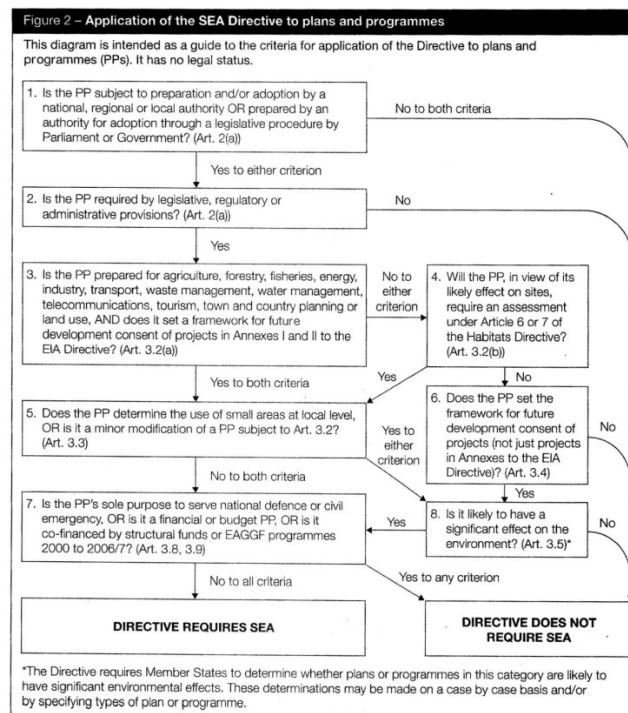 Figure 2 – Application of the SEA Directive to plans and programmes
This diagram is intended as a guide to the criteria for application of the Directive to plans and
programmes (PPs). It has no legal status.
1. Is the PP subject to preparation and/or adoption by a
national, regional or local authority OR prepared by an
authority for adoption through a legislative procedure by
Parliament or Government? (Art. 2(a))
No to both criteria
Yes to either criterion
2. Is the PP required by legislative, regulatory or
administrative provisions? (Art. 2(a))
No
Yes
3. Is the PP prepared for agriculture, forestry, fisheries, energy,
industry, transport, waste management, water management,
telecommunications, tourism, town and country planning or
land use, AND does it set a framework for future
development consent of projects in Annexes I and II to the
EIA Directive? (Art. 3.2(a))
No to
either
criterion
4. Will the PP, in view of its
likely effect on sites,
require an assessment
under Article 6 or 7 of
the Habitats Directive?
(Art. 3.2(b))
Yes to both criteria
Yes
No
5. Does the PP determine the use of small areas at local level,
OR is it a minor modification of a PP subject to Art. 3.2?
(Art. 3.3)
Yes to
either
criterion
6. Does the PP set the
framework for future
development consent of
projects (not just projects
in Annexes to the EIA
Directive)? (Art. 3.4)
No
No to both criteria
Yes
7. Is the PP's sole purpose to serve national defence or civil
emergency, OR is it a financial or budget PP, OR is it
co-financed by structural funds or EAGGF programmes
2000 to 2006/7? (Art. 3.8, 3.9)
Yes
8. Is it likely to have a
significant effect on the
environment? (Art. 3.5)*
No
No to all criteria
Yes to any criterion
DIRECTIVE REQUIRES SEA
DIRECTIVE DOES NOT
REQUIRE SEA
*The Directive requires Member States to determine whether plans or programmes in this category are likely to
have significant environmental effects. These determinations may be made on a case by case basis and/or
by specifying types of plan or programme.